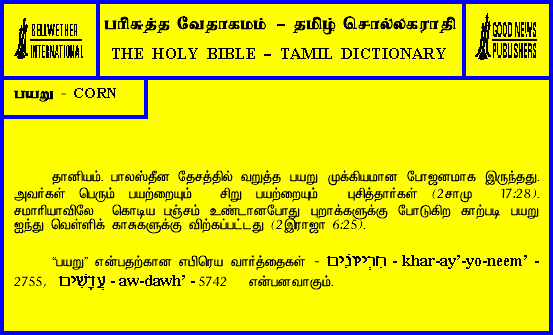 BELLWETHER
INTERNATIONAL
பரிசுத்த வேதாகமம் – தமிழ் சொல்லகராதி
THE HOLY BIBLE – TAMIL DICTIONARY
GOOD NEWS
PUBLISHERS
பயறு - CORN
தானியம். பாலஸ்தீன தேசத்தில் வறுத்த பயறு முக்கியமான போஜனமாக இருந்தது.
அவர்கள் பெரும் பயற்றையும் சிறு பயற்றையும் புசித்தார்கள் (2சாமு 17:28).
சமாரியாவிலே கொடிய பஞ்சம் உண்டானபோது புறாக்களுக்கு போடுகிற காற்படி பயறு
ஐந்து வெள்ளிக் காசுகளுக்கு விற்கப்பட்டது (2இராஜா 6:25).
“பயறு” என்பதற்கான எபிரெய வார்த்தைகள் - חִרְיֹונִים - khar-ay’-yo-neem’ -
2755, עֲדָשִׁים - aw-dawh’ - 5742 என்பனவாகும்.